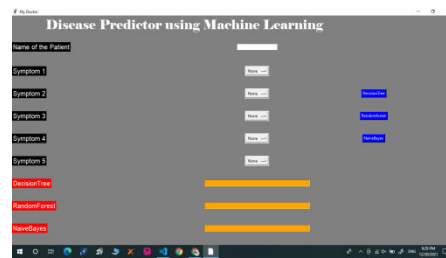 My Doctor
Disease Predictor using Machine Learning
Name of the Patient
Symptom 1
None
Symptom 2
None
DecisionTree
Symptom 3
None
RandomForest
Symptom 4
None
NaiveBayes
Symptom 5
None
DecisionTree
RandomForest
NaiveBayes
ENG